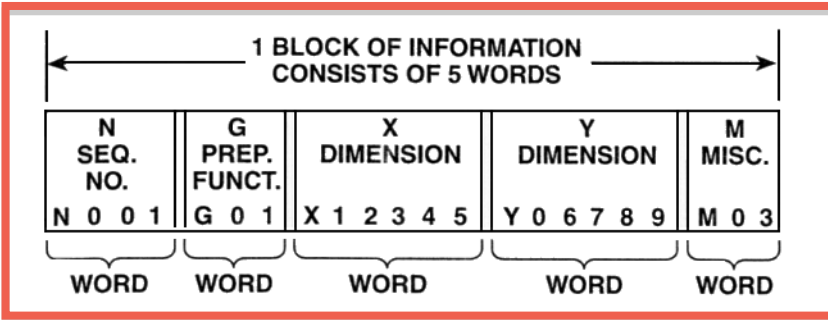 1 BLOCK OF INFORMATION
CONSISTS OF 5 WORDS
N
SEQ.
NO.
N 0 0 1
G
PREP.
FUNCT.
G 0 1
X
DIMENSION
X 1 2 3 4 5
Y
DIMENSION
Y 0 6 7 8 9
M
MISC.
M 0 3
WORD
WORD
WORD
WORD
WORD